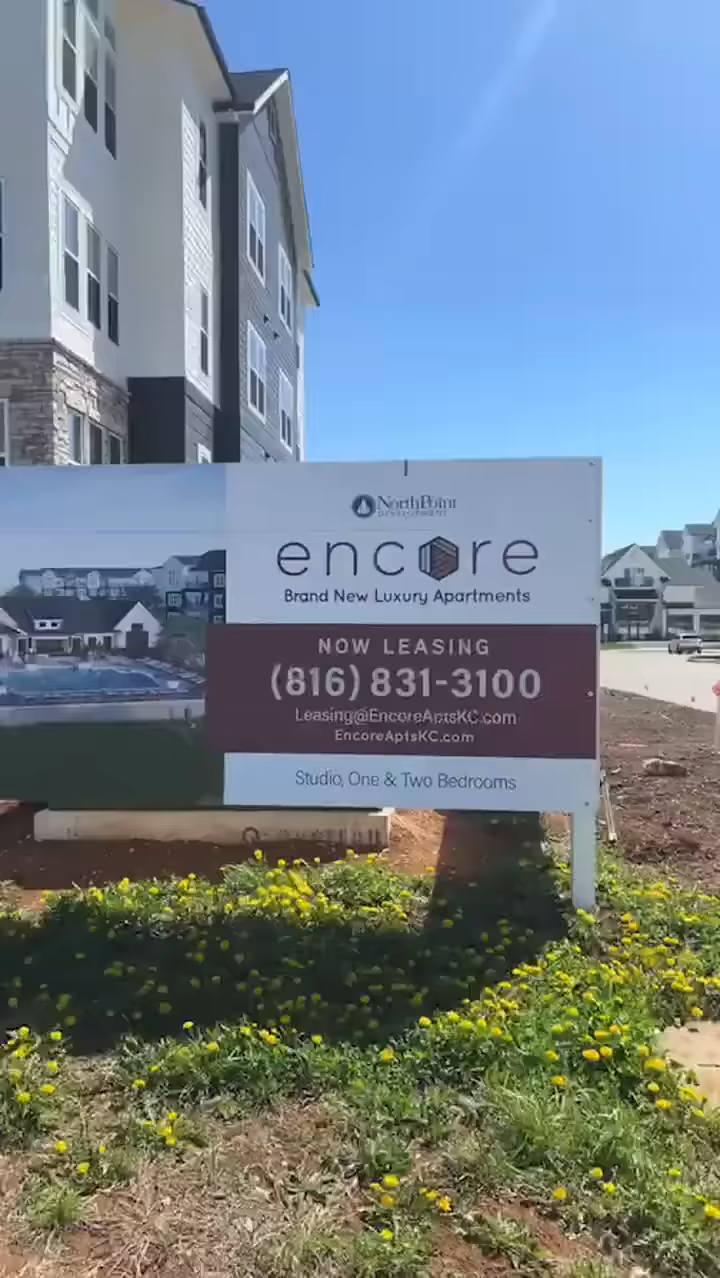 NorthPoint
DEVELOPMENT
encore
Brand New Luxury Apartments
NOW LEASING
(816) 831-3100
Leasing@EncoreAptsKC.com
EncoreAptsKC.com
Studio, One & Two Bedrooms